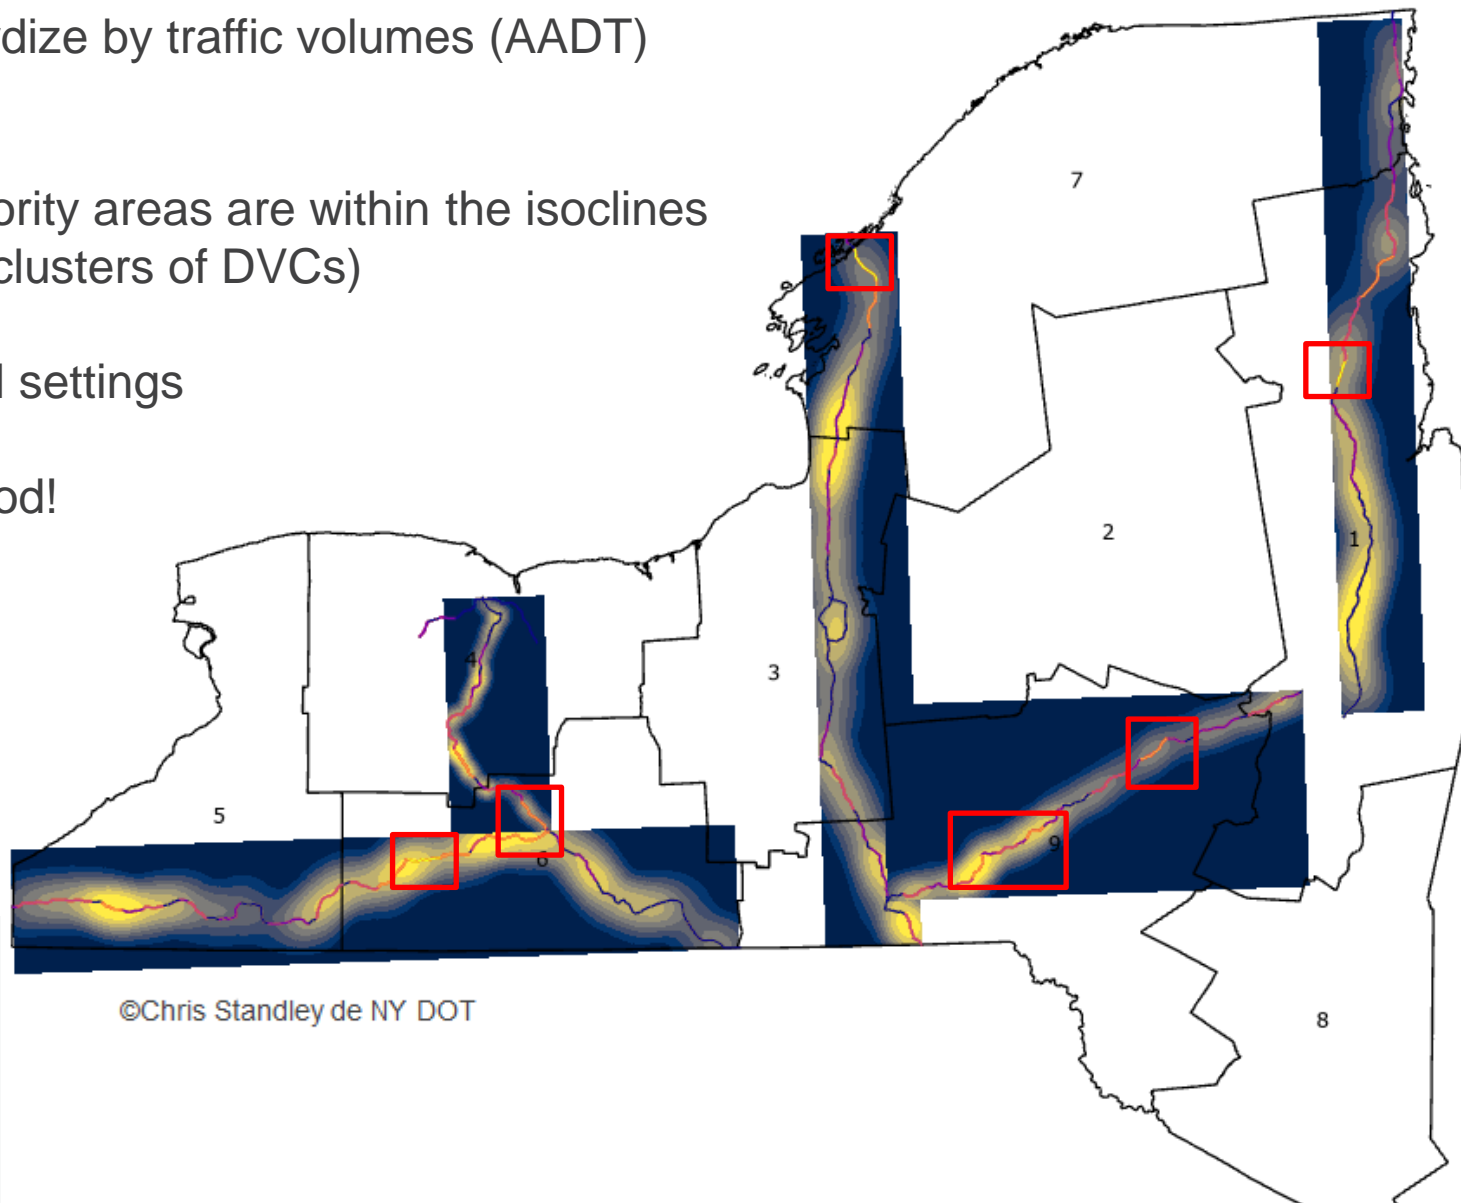 dize by traffic volumes (AADT)
ority areas are within the isoclines
clusters of DVCs)
l settings
od!
7
2
1
3
4
5
6
9
8
©Chris Standley de NY DOT